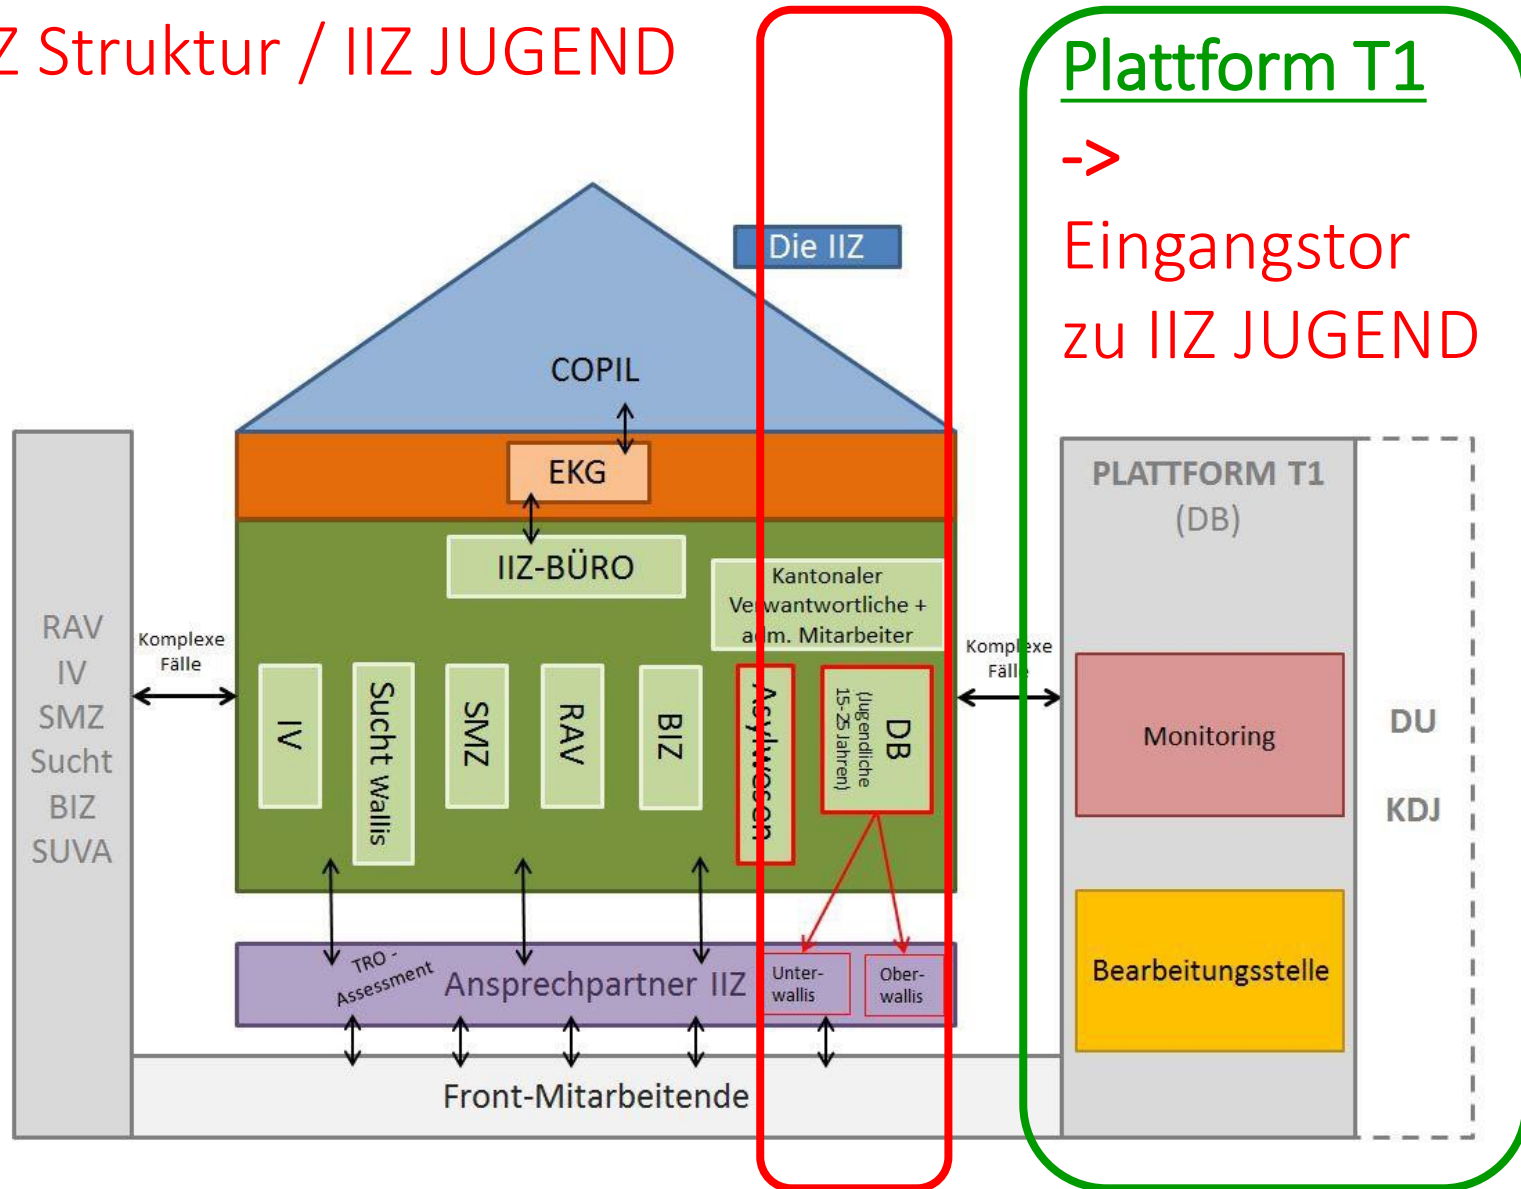 Z Struktur / IIZ JUGEND
Plattform T1
->
Eingangstor
zu IIZ JUGEND
Die IIZ
COPIL
EKG
IIZ-BÜRO
Kantonaler
Verwantwortliche +
adm. Mitarbeiter
RAV
IV
SMZ
Sucht
BIZ
SUVA
Komplexe
Fälle
IV
Sucht Wallis
SMZ
RAV
BIZ
Asylwesen
DB
(Jugendliche
15-25 Jahren)
Komplexe
Fälle
PLATTFORM T1
(DB)
Monitoring
Bearbeitungsstelle
DU
KDJ
TRO -
Assessment
Ansprechpartner IIZ
Unter-
wallis
Ober-
wallis
Front-Mitarbeitende